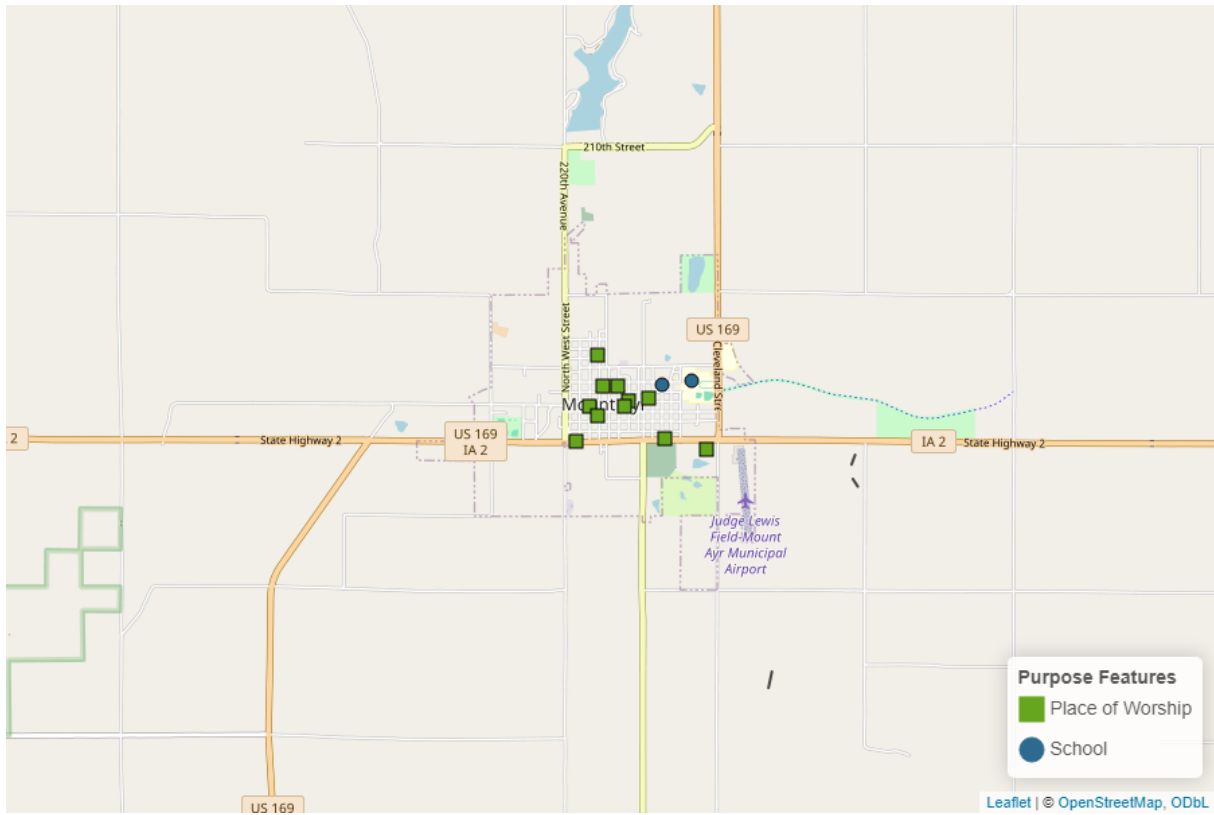 210th Street
220th Avenue
US 169
North West Street
Cleveland Stre
2
State Highway 2
US 169
IA 2
IA 2
State Highway 2
Judge Lewis
Field-Mount
Ayr Municipal
Airport
Purpose Features
Place of Worship
School
US 169
Leaflet | © OpenStreetMap, ODbL